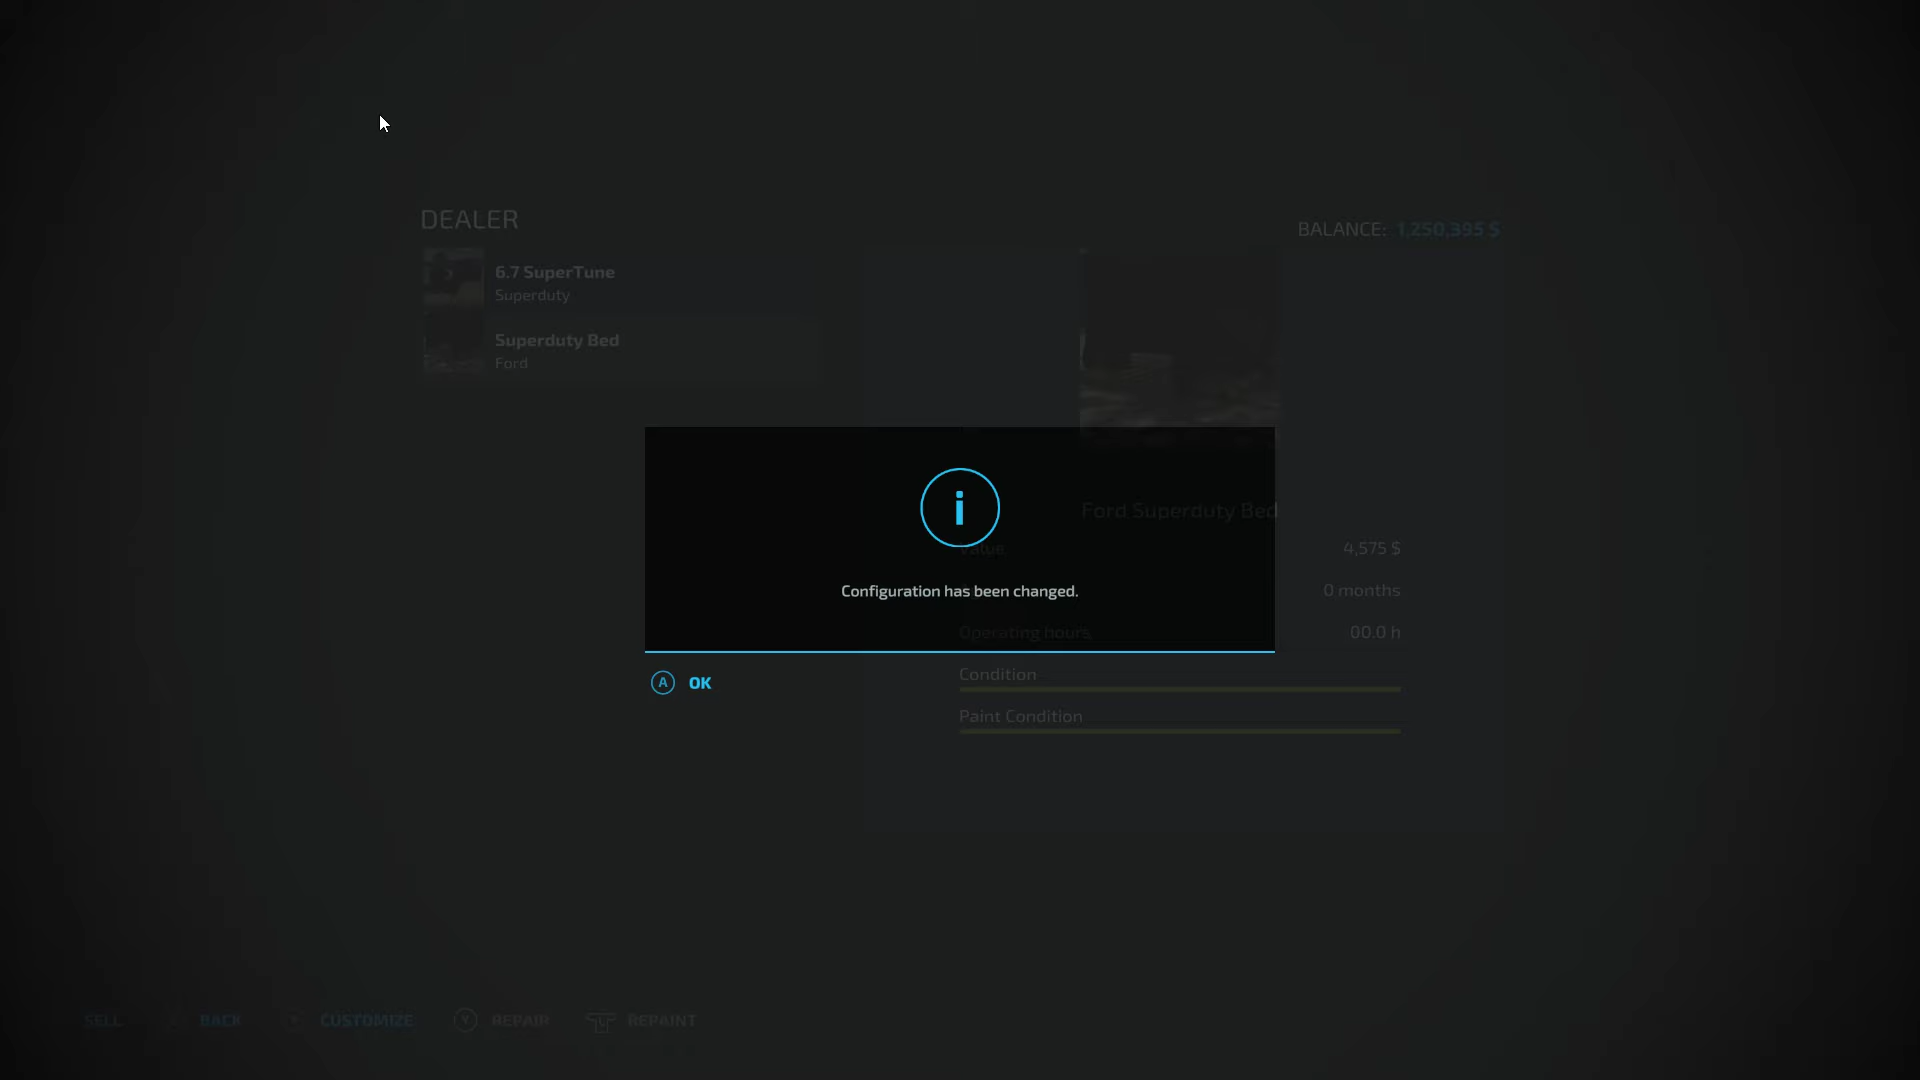 DEALER
BALANCE: 1,250,395 $
6.7 SuperTune
Superduty
Superduty Bed
Ford
i
Ford Superduty Bed
Value
4,575 $
Configuration has been changed.
0 months
Operating hours
00.0 h
Condition
A OK
Paint Condition
SELL
BACK
CUSTOMIZE
Y REPAIR
REPAINT